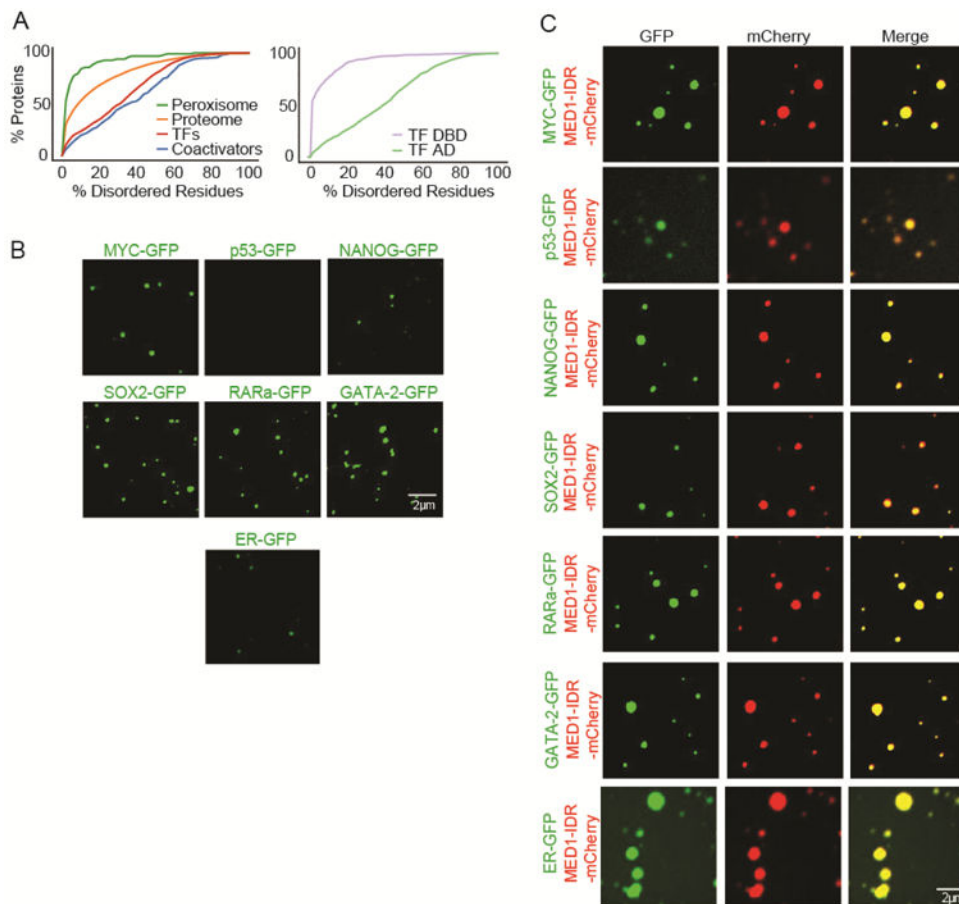 A
% Proteins
100
50
0
0 20 40 60 80 100
% Disordered Residues
Peroxisome
Proteome
TFs
Coactivators
100
50
0
0 20 40 60 80 100
% Disordered Residues
TF DBD
TF AD
B
MYC-GFP p53-GFP NANOG-GFP
SOX2-GFP RARa-GFP GATA-2-GFP
2µm
ER-GFP
C
GFP mCherry Merge
MYC-GFP
MED1-IDR
-mCherry
p53-GFP
MED1-IDR
-mCherry
NANOG-GFP
MED1-IDR
-mCherry
SOX2-GFP
MED1-IDR
-mCherry
RARa-GFP
MED1-IDR
-mCherry
GATA-2-GFP
MED1-IDR
-mCherry
ER-GFP
MED1-IDR
-mCherry
2µm